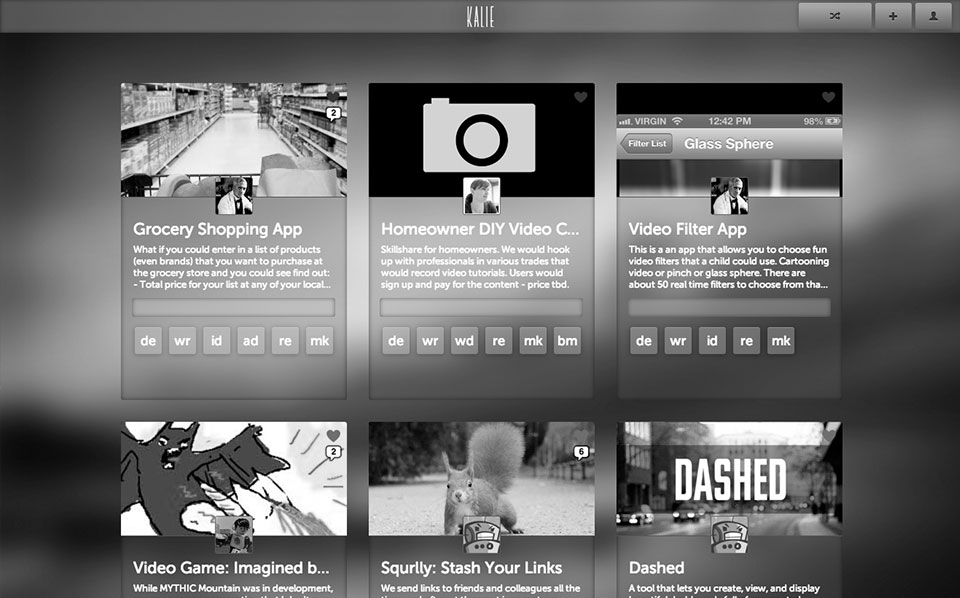 KALIE
2
VIRGIN 12:42 PM 98%
Filter List Glass Sphere
Grocery Shopping App
What if you could enter in a list of products
(even brands) that you want to purchase at
the grocery store and you could see find out:
- Total price for your list at any of your local...
de wr id ad re mk
Homeowner DIY Video C...
Skillshare for homeowners. We would hook
up with professionals in various trades that
would record video tutorials. Users would
sign up and pay for the content - price tbd.
de wr wd re mk bm
Video Filter App
This is a an app that allows you to choose fun
video filters that a child could use. Cartooning
video or pinch or glass sphere. There are
about 50 real time filters to choose from tha...
de wr id re mk
2
Video Game: Imagined b...
While MYTHIC Mountain was in development,
6
Squrlly: Stash Your Links
We send links to friends and colleagues all the
DASHED
Dashed
A tool that lets you create, view, and display